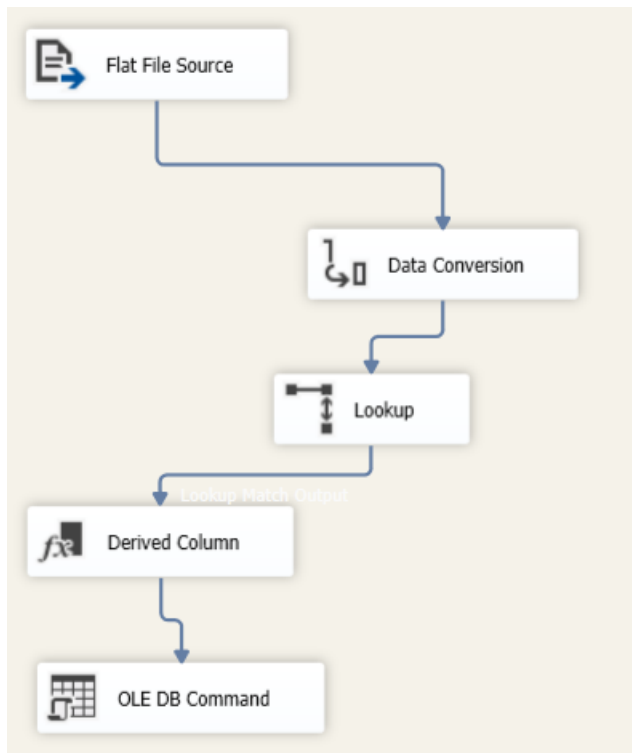 Flat File Source
Data Conversion
Lookup
Lookup Match Output
Derived Column
OLE DB Command